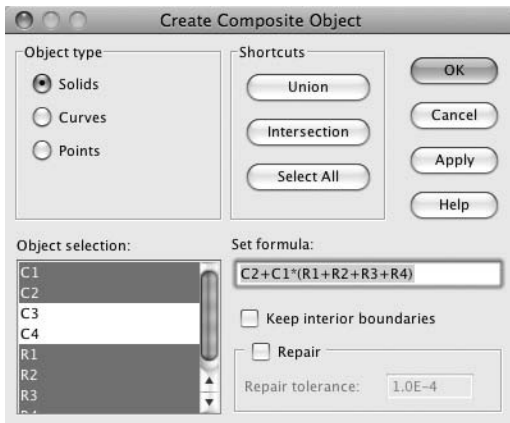 Create Composite Object
Object type
Solids
Curves
Points
Shortcuts
Union
Intersection
Select All
OK
Cancel
Apply
Help
Object selection:
C1
C2
C3
C4
R1
R2
R3
R4
Set formula:
C2+C1*(R1+R2+R3+R4)
Keep interior boundaries
Repair
Repair tolerance:
1.0E-4